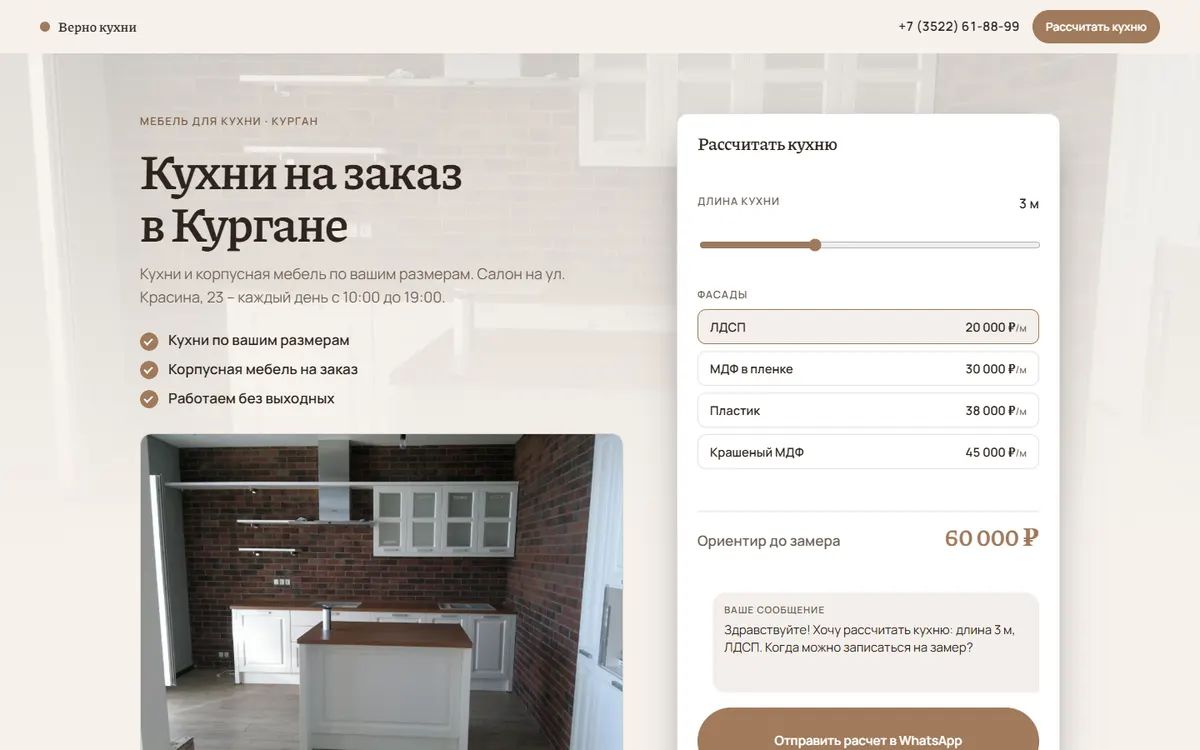 Верно кухни
+7 (3522) 61-88-99
Рассчитать кухню
МЕБЕЛЬ ДЛЯ КУХНИ · КУРГАН
Кухни на заказ
в Кургане
Кухни и корпусная мебель по вашим размерам. Салон на ул.
Красина, 23 – каждый день с 10:00 до 19:00.
Кухни по вашим размерам
Корпусная мебель на заказ
Работаем без выходных
Рассчитать кухню
ДЛИНА КУХНИ
3 м
ФАСАДЫ
ЛДСП 20 000 ₽/м
МДФ в пленке 30 000 ₽/м
Пластик 38 000 ₽/м
Крашеный МДФ 45 000 ₽/м
Ориентир до замера 60 000 ₽
ВАШЕ СООБЩЕНИЕ
Здравствуйте! Хочу рассчитать кухню: длина 3 м,
ЛДСП. Когда можно записаться на замер?
Отправить расчет в WhatsApp